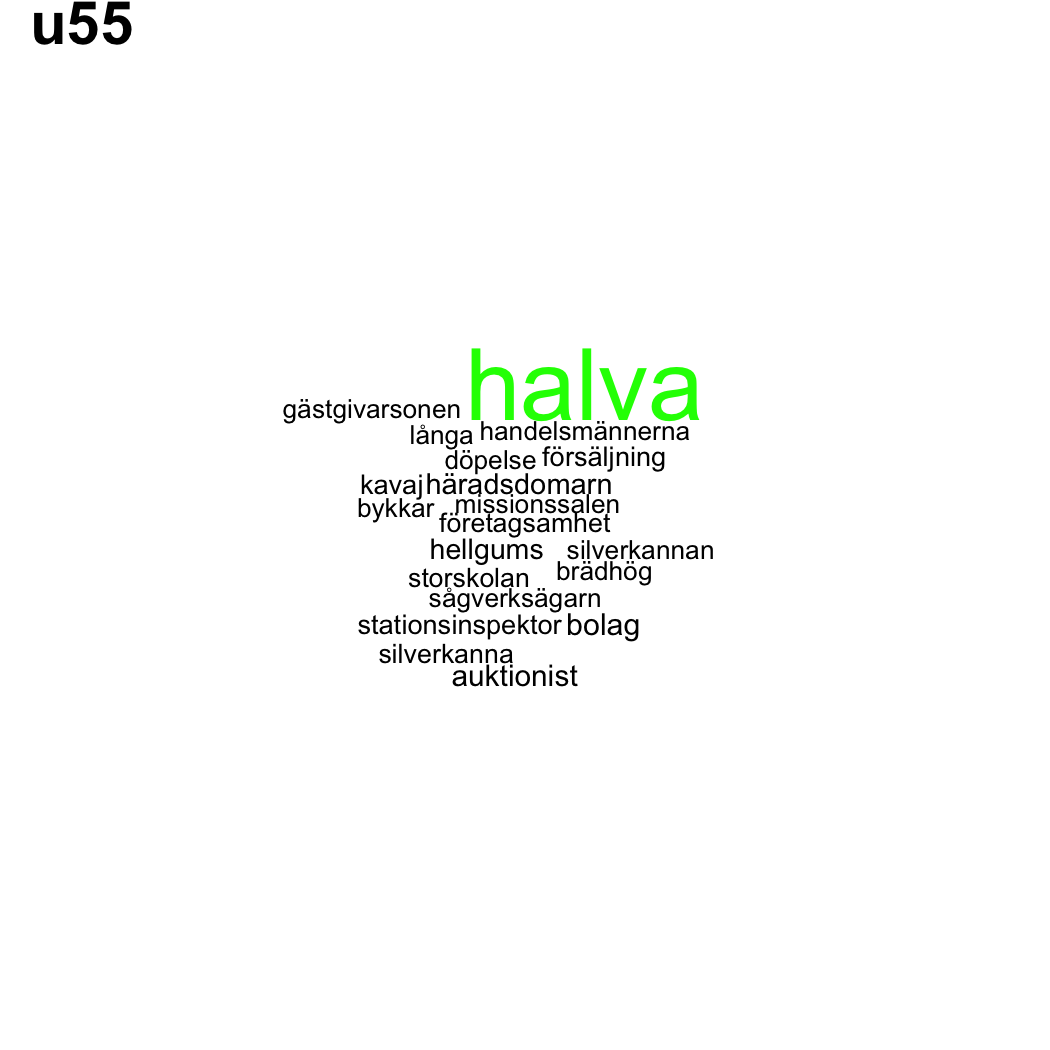 u55
halva
gästgivarsonen
långa handelsmännerna
döpelse försäljning
kavaj häradsdomarn
bykkar missionssalen
företagsamhet
hellgums silverkannan
storskolan brädhög
sågverksägarn
stationsinspektor bolag
silverkanna
auktionist